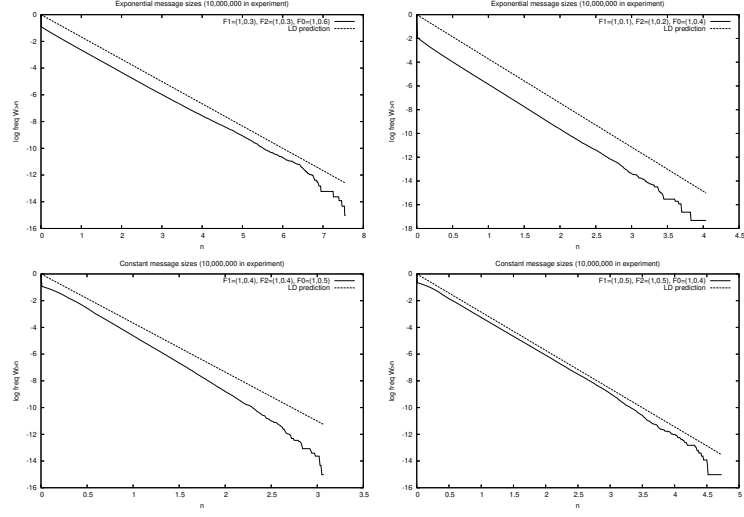 Exponential message sizes (10,000,000 in experiment)
F1=(1,0.3), F2=(1,0.3), F0=(1,0.6)
LD prediction
log freq W>n
0
-2
-4
-6
-8
-10
-12
-14
-16
0 1 2 3 4 5 6 7 8
n
Exponential message sizes (10,000,000 in experiment)
F1=(1,0.1), F2=(1,0.2), F0=(1,0.4)
LD prediction
log freq W>n
0
-2
-4
-6
-8
-10
-12
-14
-16
-18
0 0.5 1 1.5 2 2.5 3 3.5 4 4.5
n
Constant message sizes (10,000,000 in experiment)
F1=(1,0.4), F2=(1,0.4), F0=(1,0.5)
LD prediction
log freq W>n
0
-2
-4
-6
-8
-10
-12
-14
-16
0 0.5 1 1.5 2 2.5 3 3.5
n
Constant message sizes (10,000,000 in experiment)
F1=(1,0.5), F2=(1,0.5), F0=(1,0.4)
LD prediction
log freq W>n
0
-2
-4
-6
-8
-10
-12
-14
-16
0 0.5 1 1.5 2 2.5 3 3.5 4 4.5 5
n